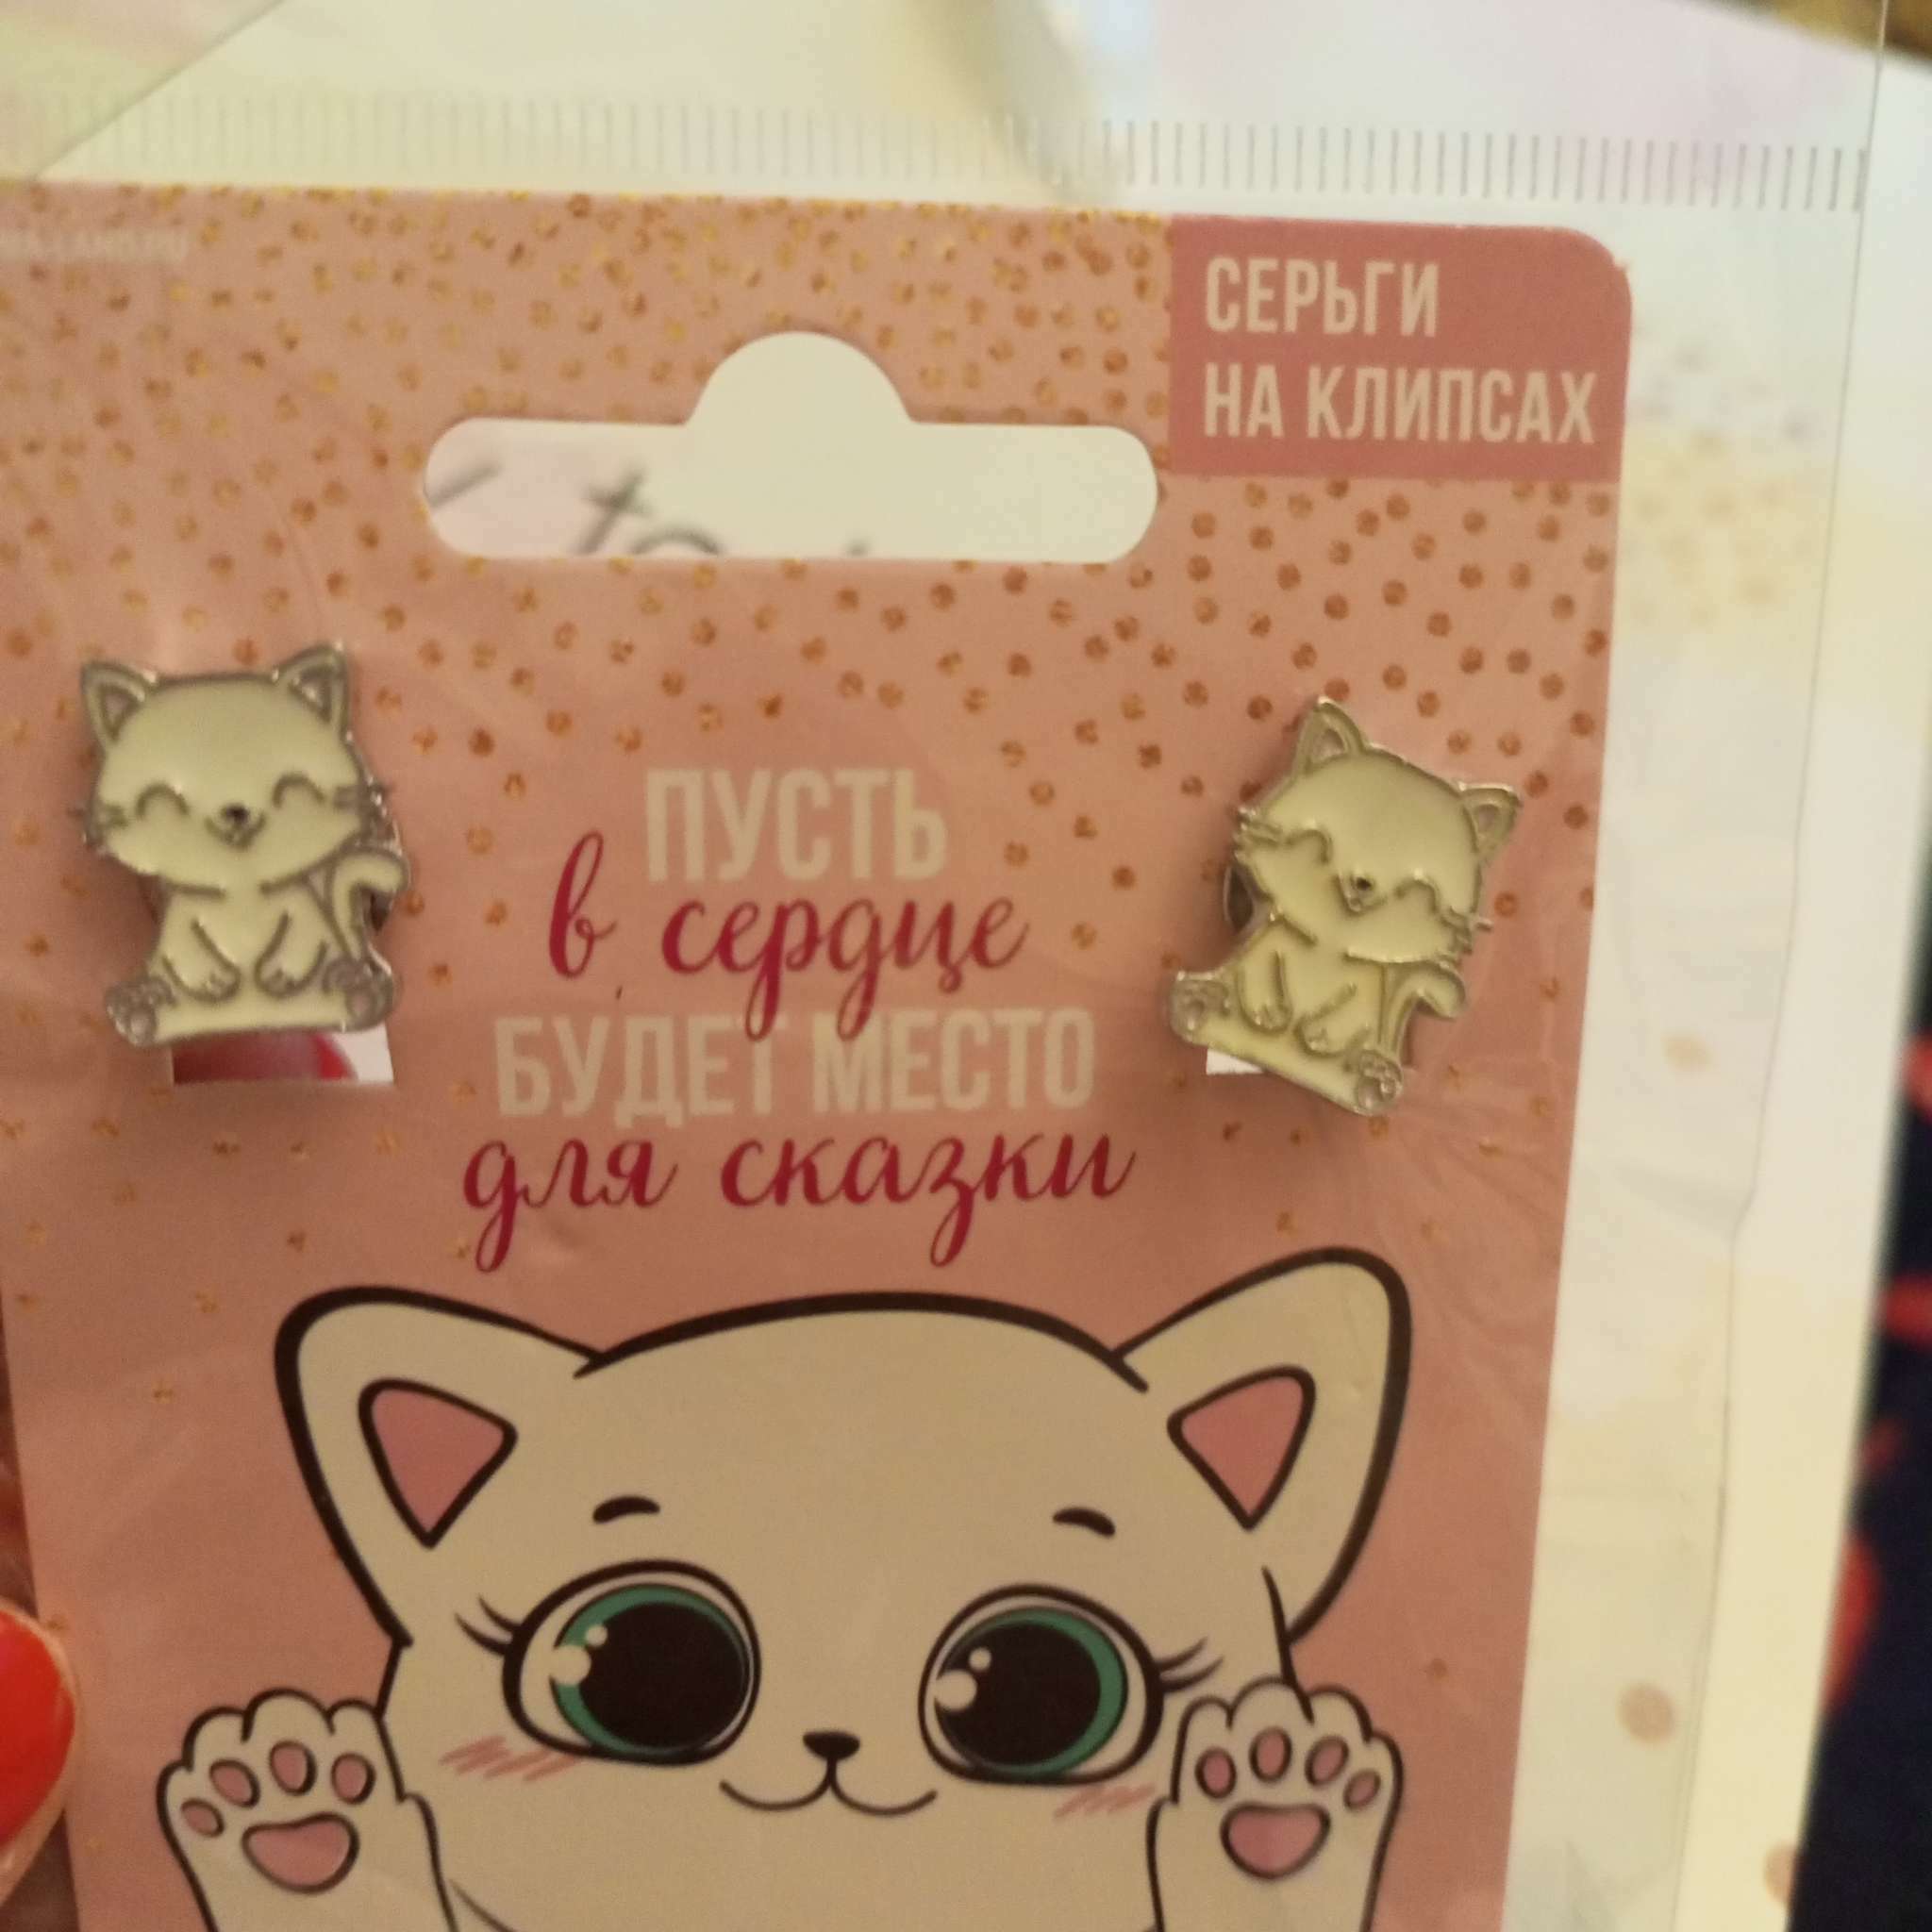 СЕРЬГИ
НА КЛИПСАХ
ПУСТЬ
в сердце
БУДЕТ МЕСТО
для сказки